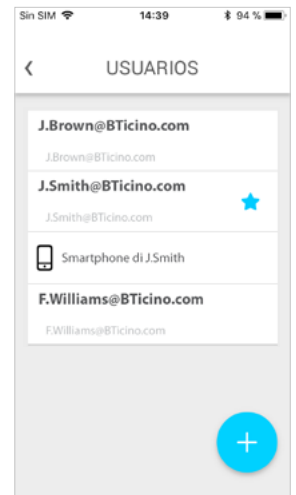 Sin SIM 14:39 94 %
USUARIOS
J.Brown@BTicino.com
J.Brown@BTicino.com
J.Smith@BTicino.com
J.Smith@BTicino.com
Smartphone di J.Smith
F.Williams@BTicino.com
F.Williams@BTicino.com